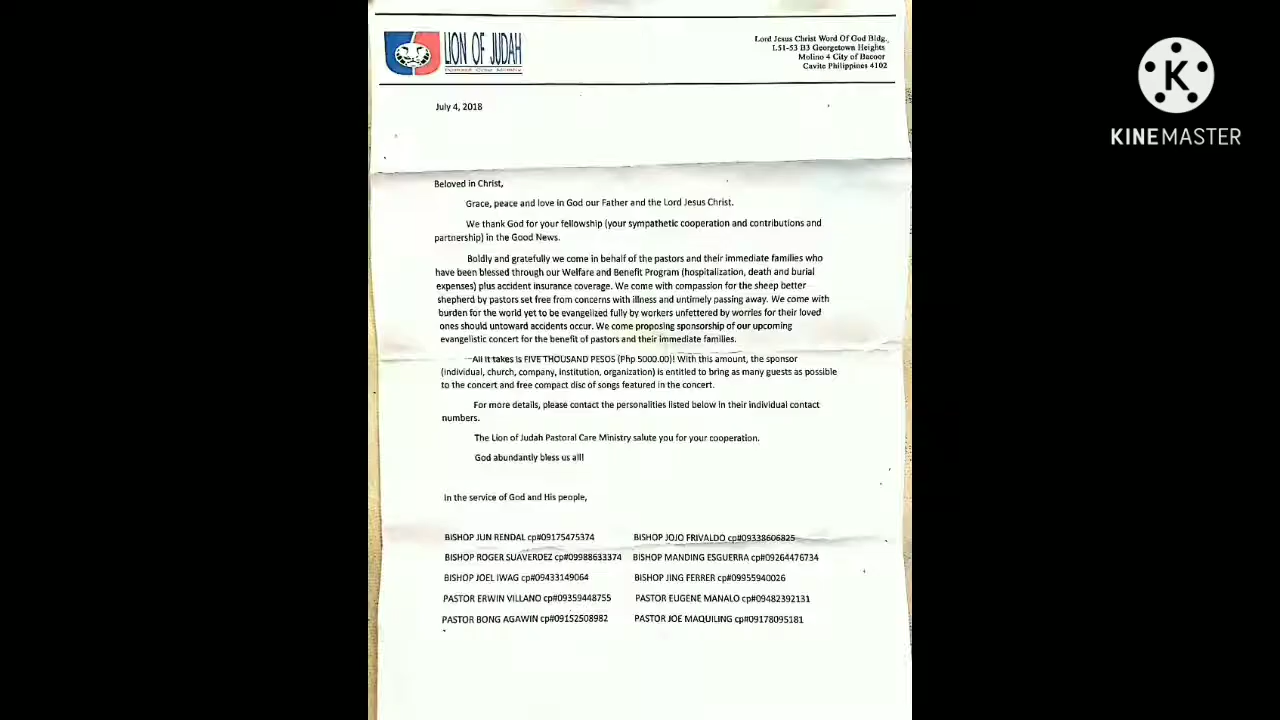 LION OF JUDAH
Lord Jesus Christ Word Of God Bldg.,
L51-53 B3 Georgetown Heights
Molino 4 City of Bacoor
Cavite Philippines 4102
K
KINEMASTER
July 4, 2018
Beloved in Christ,
Grace, peace and love in God our Father and the Lord Jesus Christ.
We thank God for your fellowship (your sympathetic cooperation and contributions and
partnership) in the Good News.
Boldly and gratefully we come in behalf of the pastors and their immediate families who
have been blessed through our Welfare and Benefit Program (hospitalization, death and burial
expenses) plus accident insurance coverage. We come with compassion for the sheep better
shepherd by pastors set free from concerns with illness and untimely passing away. We come with
burden for the world yet to be evangelized fully by workers unfettered by worries for their loved
ones should untoward accidents occur. We come proposing sponsorship of our upcoming
evangelistic concert for the benefit of pastors and their immediate families.
All it takes is FIVE THOUSAND PESOS (Php 5000.00)! With this amount, the sponsor
(individual, church, company, institution, organization) is entitled to bring as many guests as possible
to the concert and free compact disc of songs featured in the concert.
For more details, please contact the personalities listed below in their individual contact
numbers.
The Lion of Judah Pastoral Care Ministry salute you for your cooperation.
God abundantly bless us all!
In the service of God and His people,
BISHOP JUN RENDAL cp#09175475374 BISHOP JOJO FRIVALDO cp#09338606825
BISHOP ROGER SUAVERDEZ cp#09988633374 BISHOP MANDING ESGUERRA cp#09264476734
BISHOP JOEL IWAG cp#09433149064 BISHOP JING FERRER cp#09955940026
PASTOR ERWIN VILLANO cp#09359448755 PASTOR EUGENE MANALO cp#09482392131
PASTOR BONG AGAWIN cp#09152508982 PASTOR JOE MAQUILING cp#09178095181